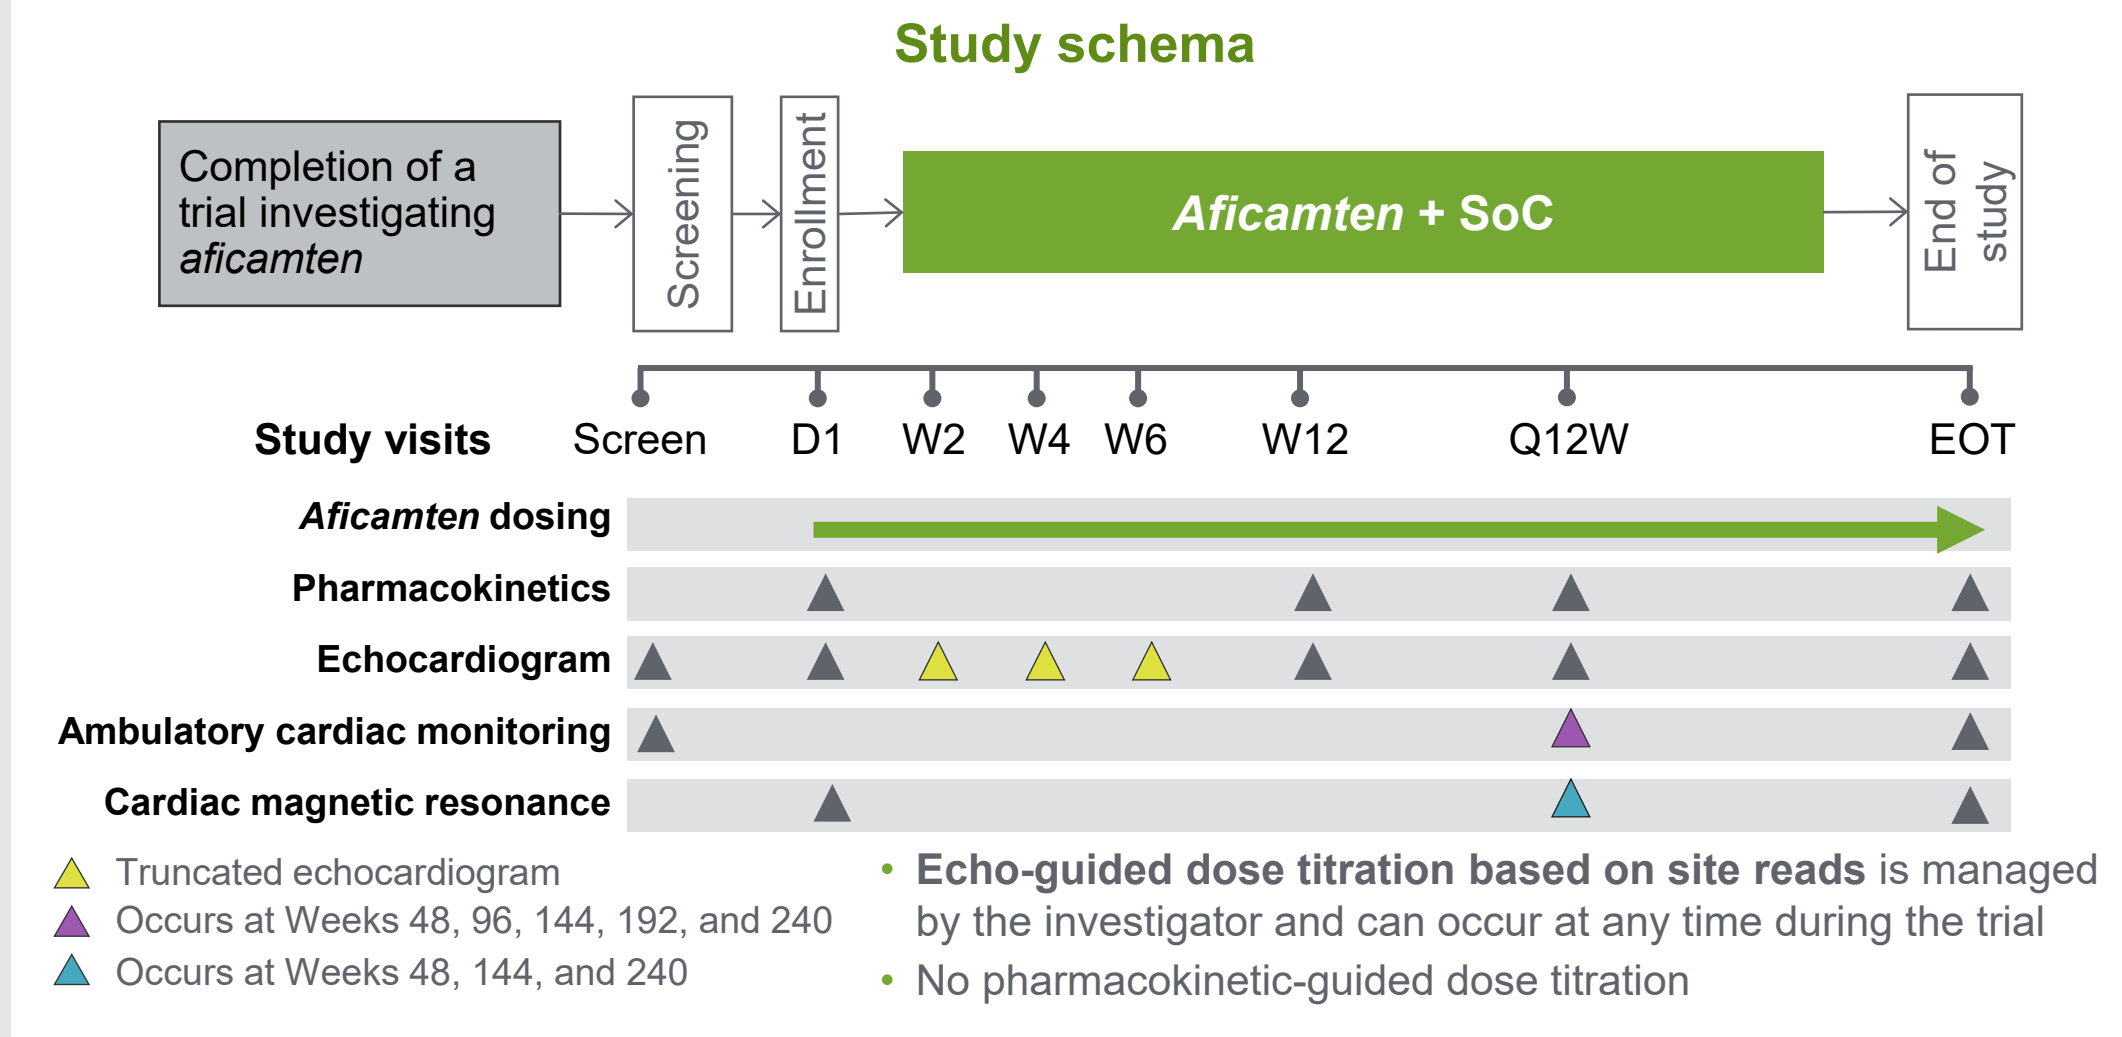 Study schema
Completion of a
trial investigating
aficamten
Screening
Enrollment
Aficamten + SoC
End of
study
Study visits Screen D1 W2 W4 W6 W12 Q12W EOT
Aficamten dosing
Pharmacokinetics
Echocardiogram
Ambulatory cardiac monitoring
Cardiac magnetic resonance
Truncated echocardiogram
Occurs at Weeks 48, 96, 144, 192, and 240
Occurs at Weeks 48, 144, and 240
• Echo-guided dose titration based on site reads is managed
by the investigator and can occur at any time during the trial
• No pharmacokinetic-guided dose titration